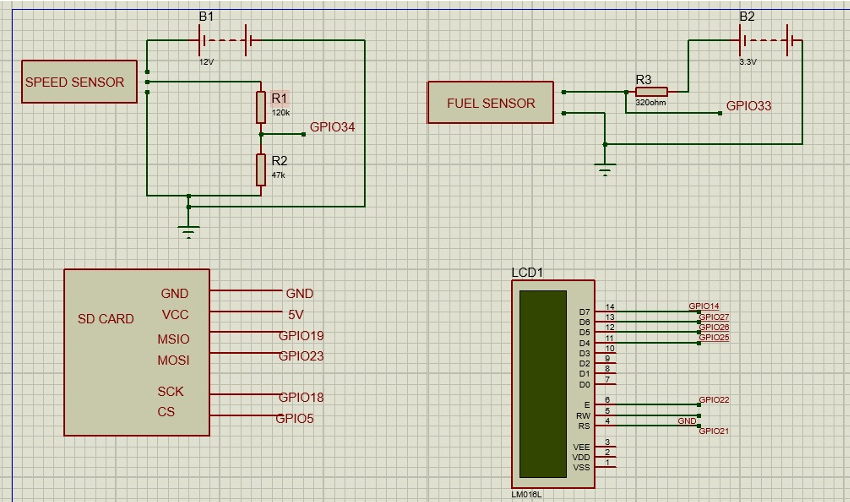 B1
12V
SPEED SENSOR
R1
120k
GPIO34
R2
47k
B2
3.3V
R3
320ohm
FUEL SENSOR
GPIO33
SD CARD
GND GND
VCC 5V
MSIO GPIO19
MOSI GPIO23
SCK GPIO18
CS GPIO5
LCD1
D7 14 GPIO14
D6 13 GPIO27
D5 12 GPIO26
D4 11 GPIO25
D3 10
D2 9
D1 8
D0 7
E 6 GPIO22
RW 5 GND
RS 4 GPIO21
VEE 3
VDD 2
VSS 1
LM016L